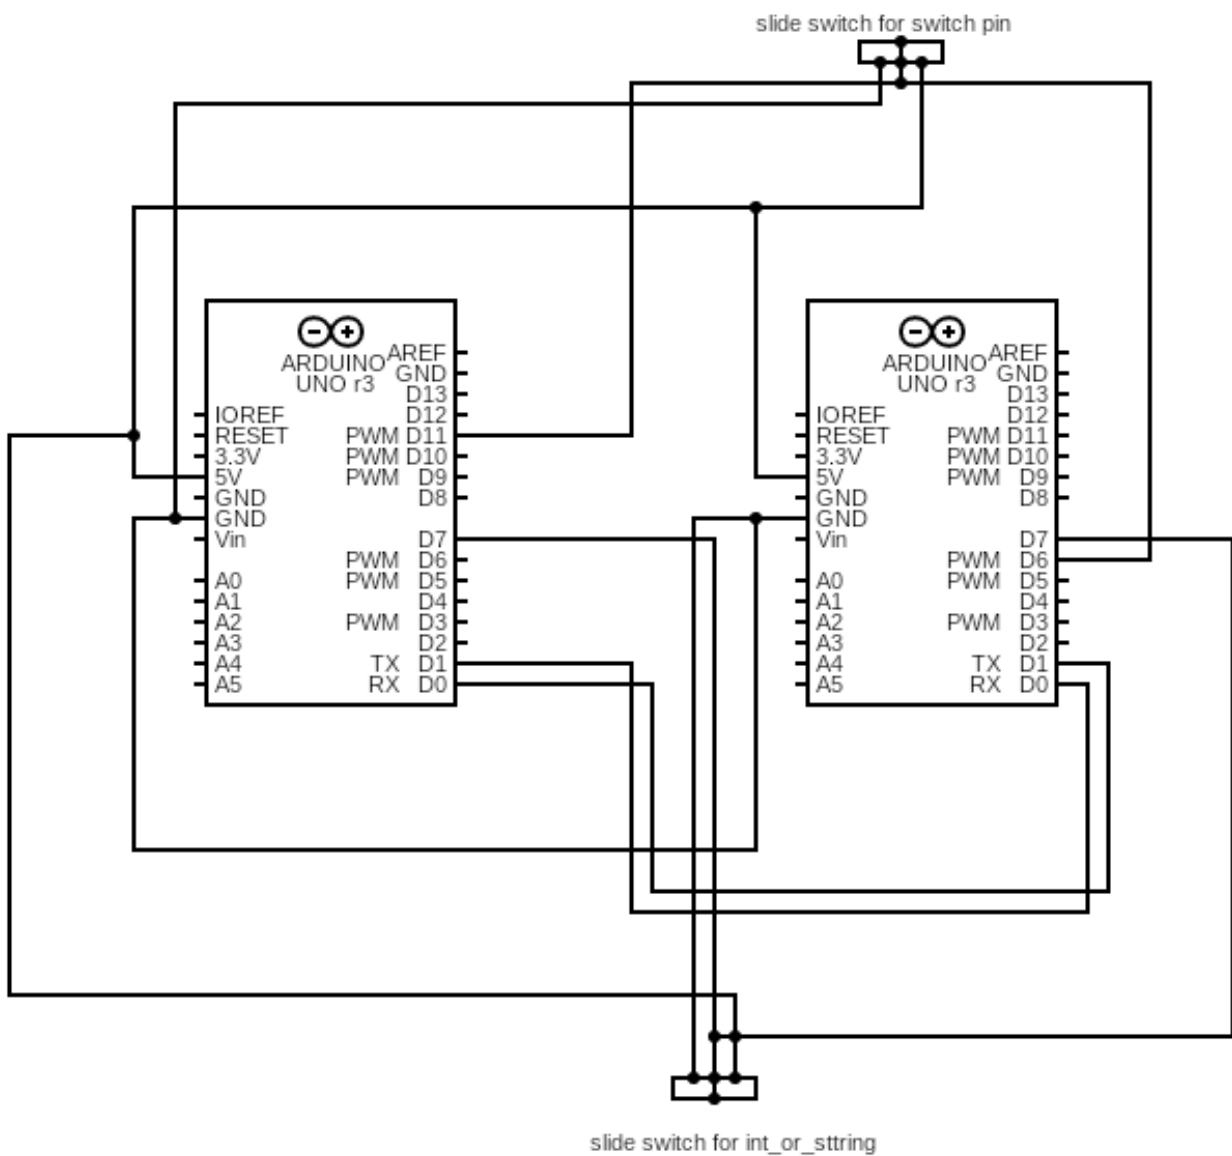 slide switch for switch pin
ARDUINO
UNO r3
AREF
GND
D13
IOREF D12
RESET PWM D11
3.3V PWM D10
5V PWM D9
GND D8
GND
Vin D7
PWM D6
A0 PWM D5
A1 D4
A2 PWM D3
A3 D2
A4 TX D1
A5 RX D0
ARDUINO
UNO r3
AREF
GND
D13
IOREF D12
RESET PWM D11
3.3V PWM D10
5V PWM D9
GND D8
GND
Vin D7
PWM D6
A0 PWM D5
A1 D4
A2 PWM D3
A3 D2
A4 TX D1
A5 RX D0
slide switch for int_or_sttring